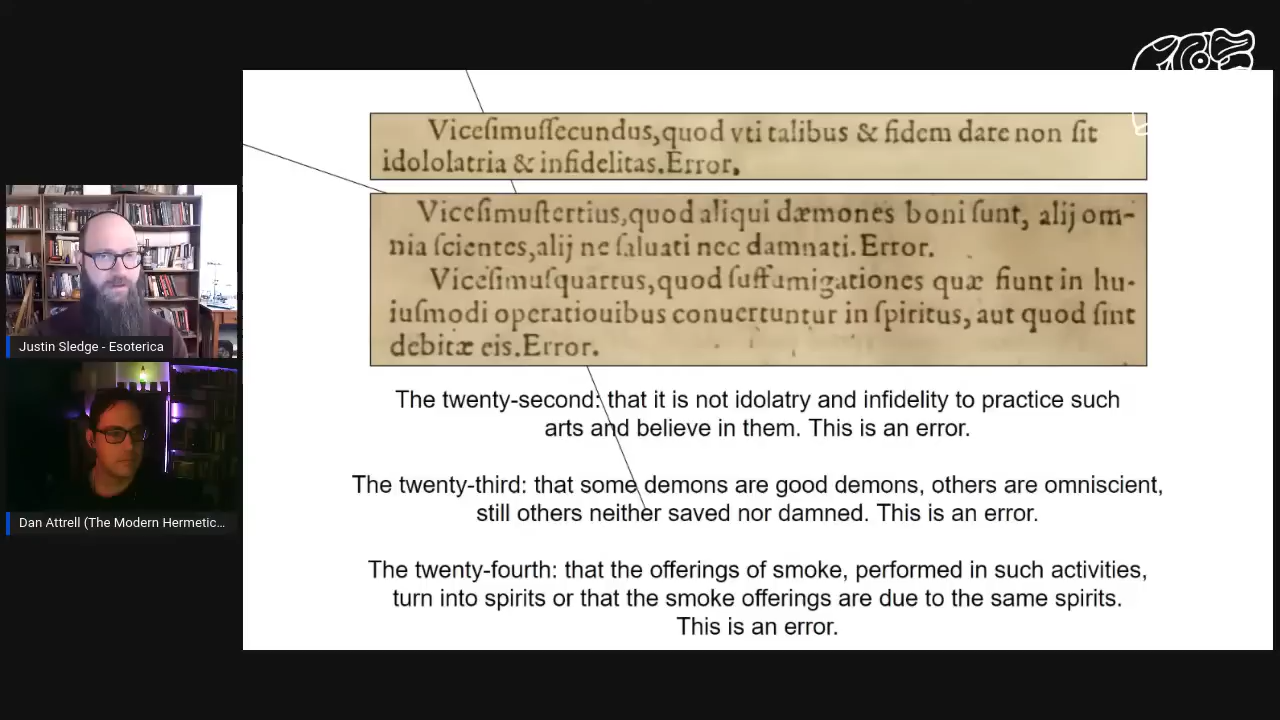 Viceſimuſſecundus,quod vti talibus & fidem dare non ſit
idololatria & infidelitas.Error.
Viceſimuſtertius,quod aliqui dæmones boni ſunt, alij om-
nia ſcientes,alij ne ſaluati nec damnati.Error.
Viceſimuſquartus,quod ſuffumigationes quæ fiunt in hu-
iuſmodi operatiouibus conuertuntur in ſpiritus, aut quod ſint
debitæ eis.Error.
The twenty-second: that it is not idolatry and infidelity to practice such
arts and believe in them. This is an error.
The twenty-third: that some demons are good demons, others are omniscient,
still others neither saved nor damned. This is an error.
The twenty-fourth: that the offerings of smoke, performed in such activities,
turn into spirits or that the smoke offerings are due to the same spirits.
This is an error.
Justin Sledge - Esoterica
Dan Attrell (The Modern Hermetic...